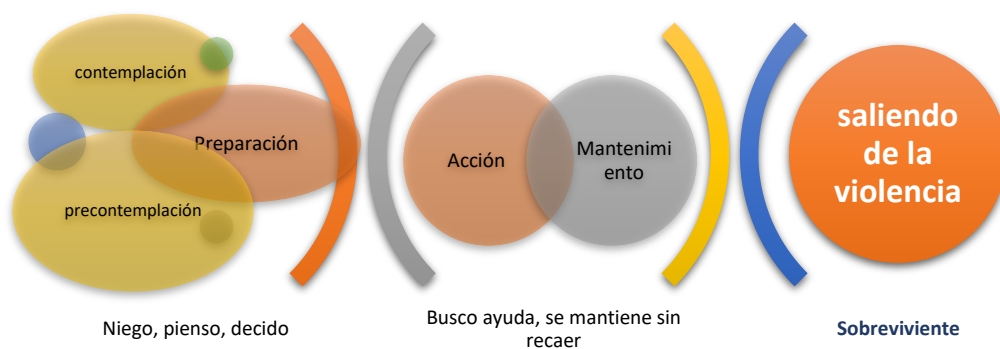 contemplación
Preparación
precontemplación
Acción
Mantenimi
ento
saliendo
de la
violencia
Niego, pienso, decido
Busco ayuda, se mantiene sin
recaer
Sobreviviente